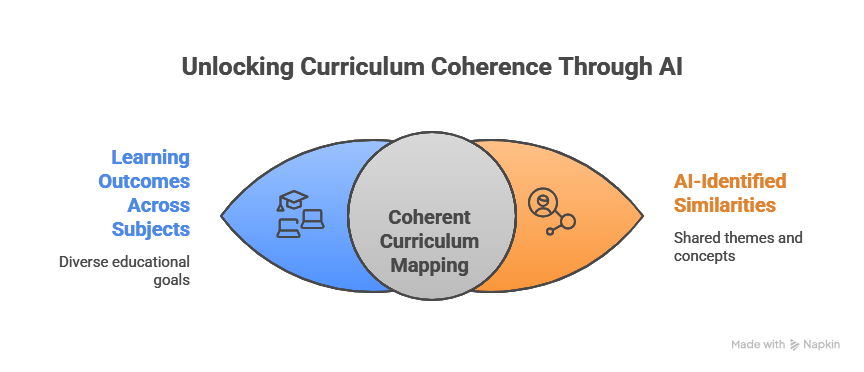 Unlocking Curriculum Coherence Through AI
Learning
Outcomes
Across
Subjects
Diverse educational
goals
Coherent
Curriculum
Mapping
AI-Identified
Similarities
Shared themes and
concepts
Made with Napkin